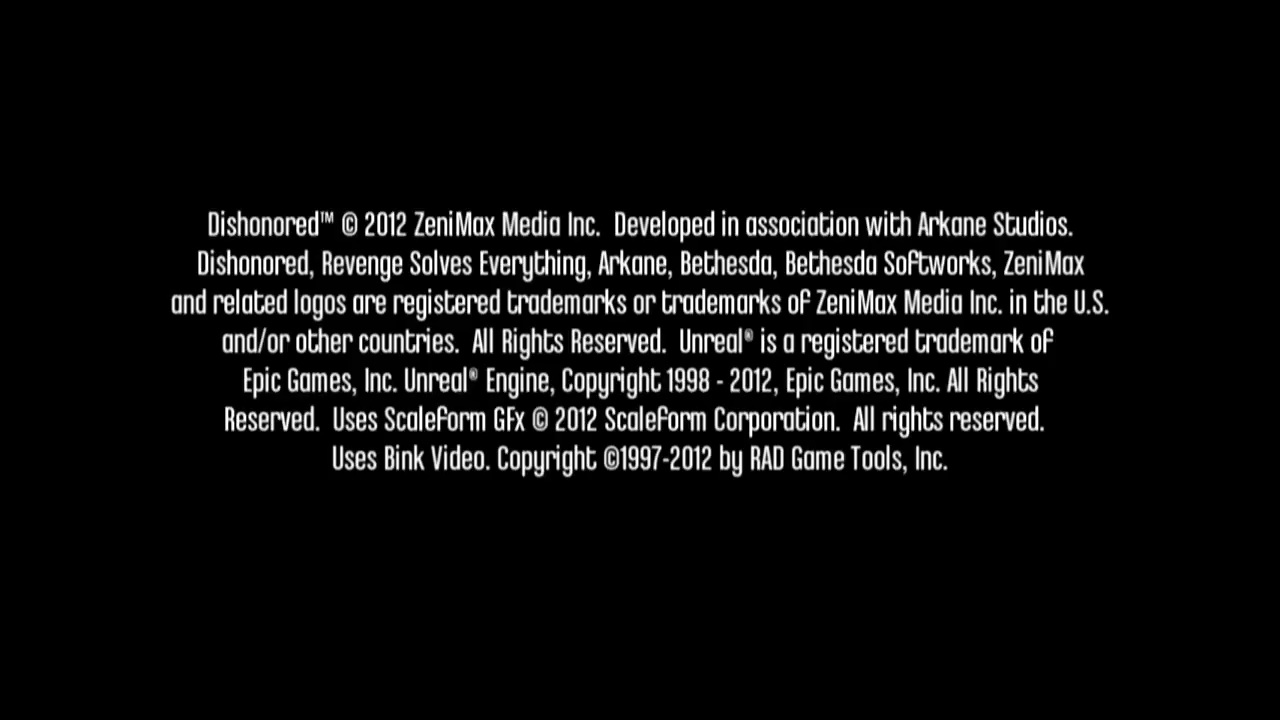 Dishonored™ © 2012 ZeniMax Media Inc.  Developed in association with Arkane Studios.
Dishonored, Revenge Solves Everything, Arkane, Bethesda, Bethesda Softworks, ZeniMax
and related logos are registered trademarks or trademarks of ZeniMax Media Inc. in the U.S.
and/or other countries.  All Rights Reserved.  Unreal® is a registered trademark of
Epic Games, Inc. Unreal® Engine, Copyright 1998 - 2012, Epic Games, Inc. All Rights
Reserved.  Uses Scaleform GFx © 2012 Scaleform Corporation.  All rights reserved.
Uses Bink Video. Copyright ©1997-2012 by RAD Game Tools, Inc.